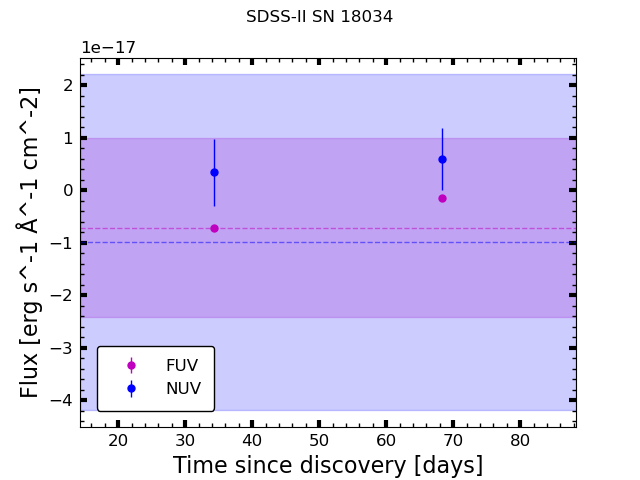 SDSS-II SN 18034
1e−17
2
1
0
−1
−2
−3
−4
Flux [erg s^-1 Å^-1 cm^-2]
FUV
NUV
20 30 40 50 60 70 80
Time since discovery [days]